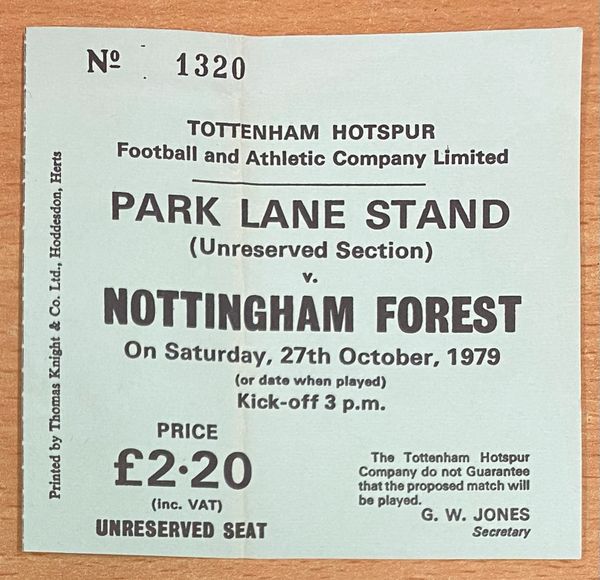 Nº 1320
TOTTENHAM HOTSPUR
Football and Athletic Company Limited
PARK LANE STAND
(Unreserved Section)
v.
NOTTINGHAM FOREST
On Saturday, 27th October, 1979
(or date when played)
Kick-off 3 p.m.
PRICE
£2·20
(inc. VAT)
UNRESERVED SEAT
The Tottenham Hotspur
Company do not Guarantee
that the proposed match will
be played.
G. W. JONES
Secretary
Printed by Thomas Knight & Co. Ltd., Hoddesdon, Herts